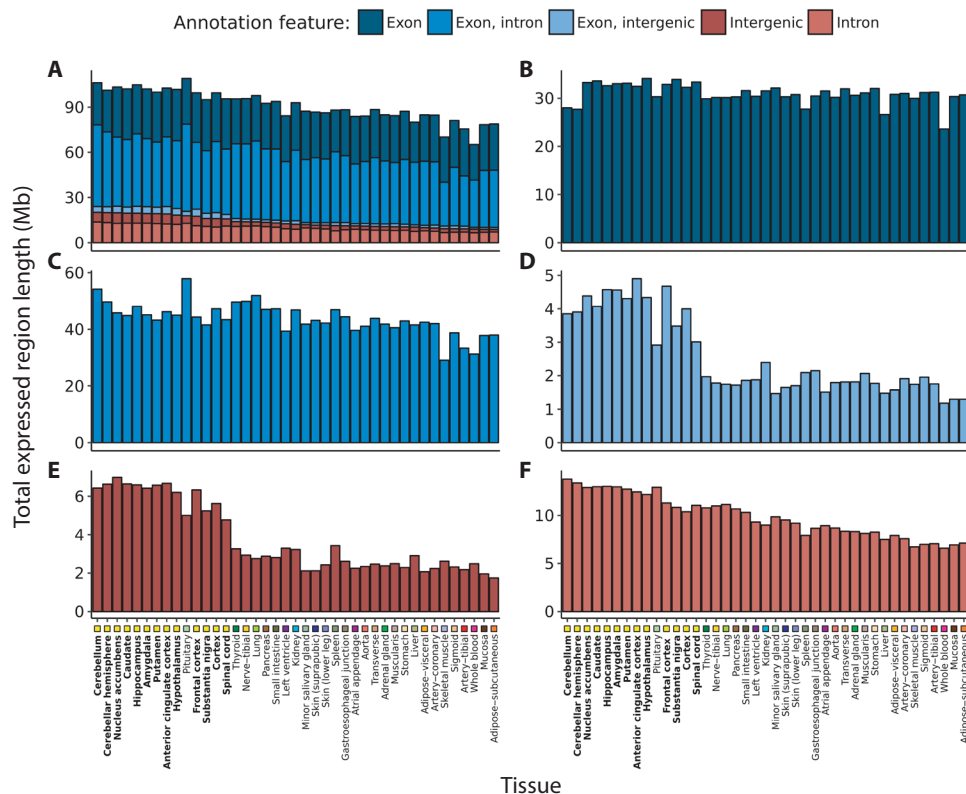 Annotation feature: Exon Exon, intron Exon, intergenic Intergenic Intron
Total expressed region length (Mb)
A
90
60
30
0
B
30
20
10
0
C
60
40
20
0
D
5
4
3
2
1
0
E
6
4
2
0
F
10
5
0
Cerebellum
Cerebellar hemisphere
Nucleus accumbens
Caudate
Hippocampus
Amygdala
Putamen
Anterior cingulate cortex
Hypothalamus
Pituitary
Frontal cortex
Substantia nigra
Cortex
Spinal cord
Thyroid
Nerve−tibial
Lung
Pancreas
Small intestine
Left ventricle
Kidney
Minor salivary gland
Skin (suprapubic)
Skin (lower leg)
Spleen
Gastroesophageal junction
Atrial appendage
Aorta
Transverse
Adrenal gland
Muscularis
Stomach
Liver
Adipose−visceral
Artery−coronary
Skeletal muscle
Sigmoid
Artery−tibial
Whole blood
Mucosa
Adipose−subcutaneous
Cerebellum
Cerebellar hemisphere
Nucleus accumbens
Caudate
Hippocampus
Amygdala
Putamen
Anterior cingulate cortex
Hypothalamus
Pituitary
Frontal cortex
Substantia nigra
Cortex
Spinal cord
Thyroid
Nerve−tibial
Lung
Pancreas
Small intestine
Left ventricle
Kidney
Minor salivary gland
Skin (suprapubic)
Skin (lower leg)
Spleen
Gastroesophageal junction
Atrial appendage
Aorta
Transverse
Adrenal gland
Muscularis
Stomach
Liver
Adipose−visceral
Artery−coronary
Skeletal muscle
Sigmoid
Artery−tibial
Whole blood
Mucosa
Adipose−subcutaneous
Tissue